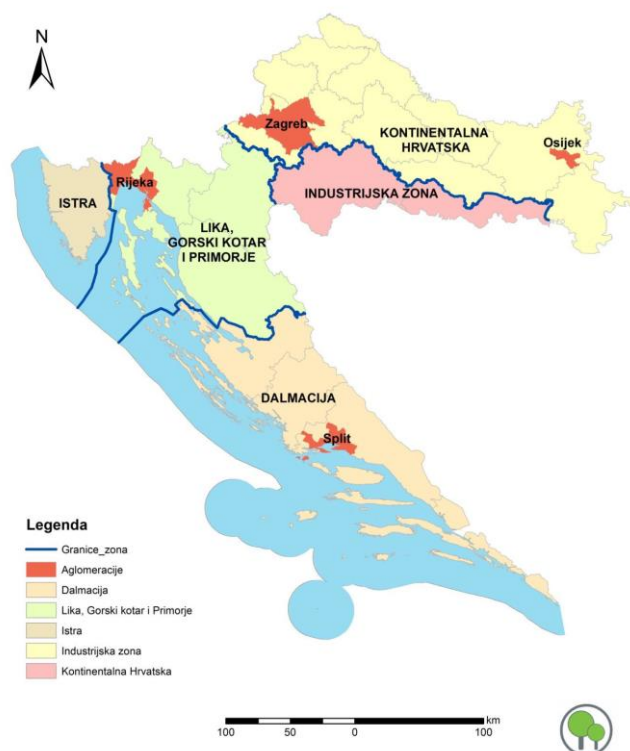 N
Zagreb
KONTINENTALNA
HRVATSKA
Osijek
Rijeka
INDUSTRIJSKA ZONA
ISTRA
LIKA,
GORSKI KOTAR
I PRIMORJE
DALMACIJA
Split
Legenda
Granice_zona
Aglomeracije
Dalmacija
Lika, Gorski kotar i Primorje
Istra
Industrijska zona
Kontinentalna Hrvatska
km
100 50 0 100